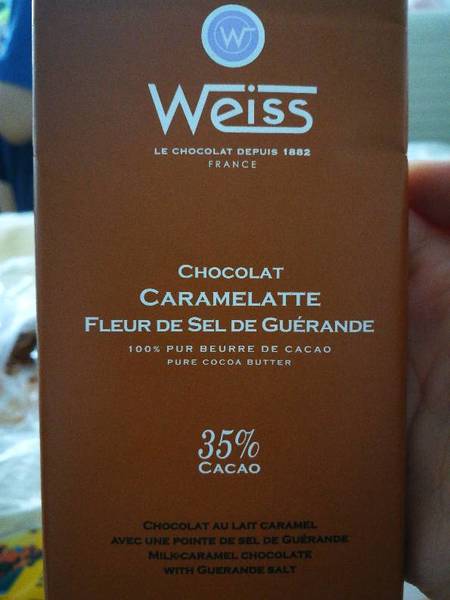 W
Weiss
LE CHOCOLAT DEPUIS 1882
FRANCE
CHOCOLAT
CARAMELATTE
FLEUR DE SEL DE GUÉRANDE
100% PUR BEURRE DE CACAO
PURE COCOA BUTTER
35%
CACAO
CHOCOLAT AU LAIT CARAMEL
AVEC UNE POINTE DE SEL DE GUÉRANDE
MILK-CARAMEL CHOCOLATE
WITH GUERANDE SALT